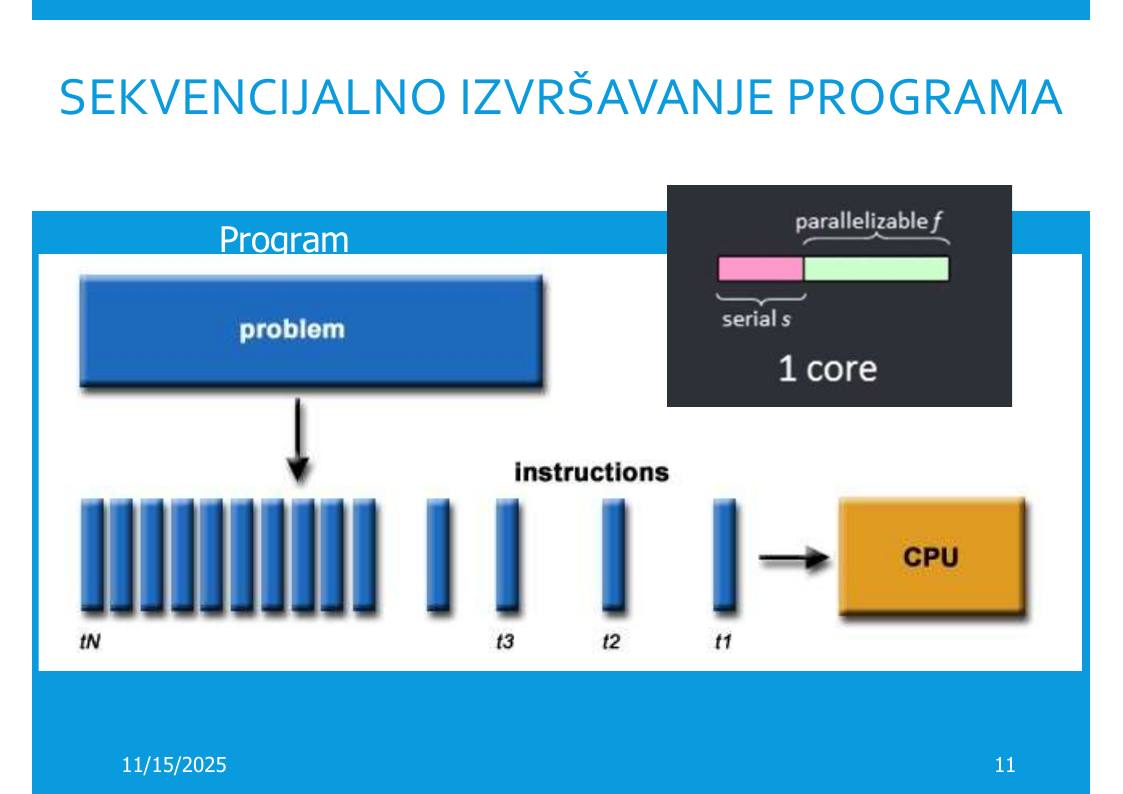 SEKVENCIJALNO IZVRŠAVANJE PROGRAMA
Program
parallelizable f
serial s
1 core
problem
instructions
CPU
tN
t3
t2
t1
11/15/2025
11